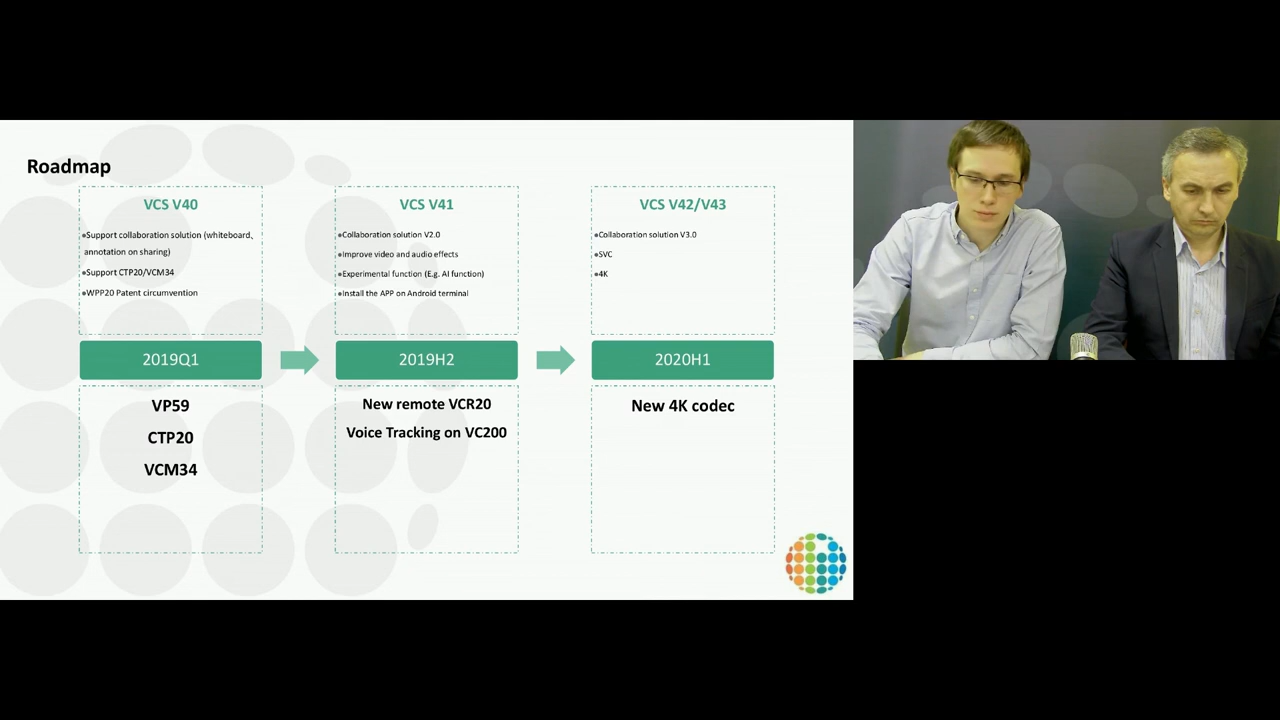 Roadmap
VCS V40
●Support collaboration solution (whiteboard、
annotation on sharing)
●Support CTP20/VCM34
●WPP20 Patent circumvention
2019Q1
VP59
CTP20
VCM34
VCS V41
●Collaboration solution V2.0
●Improve video and audio effects
●Experimental function (E.g. AI function)
●Install the APP on Android terminal
2019H2
New remote VCR20
Voice Tracking on VC200
VCS V42/V43
●Collaboration solution V3.0
●SVC
●4K
2020H1
New 4K codec